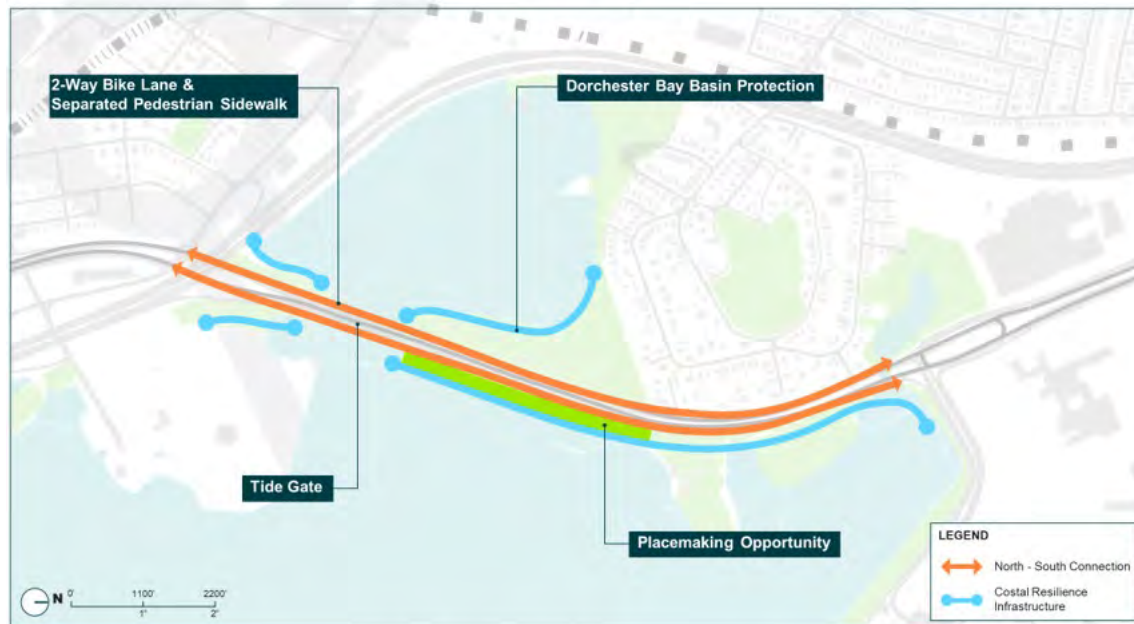 2-Way Bike Lane &
Separated Pedestrian Sidewalk
Dorchester Bay Basin Protection
Tide Gate
Placemaking Opportunity
LEGEND
North - South Connection
Costal Resilience
Infrastructure
N
0' 1100' 2200'
1" 2'